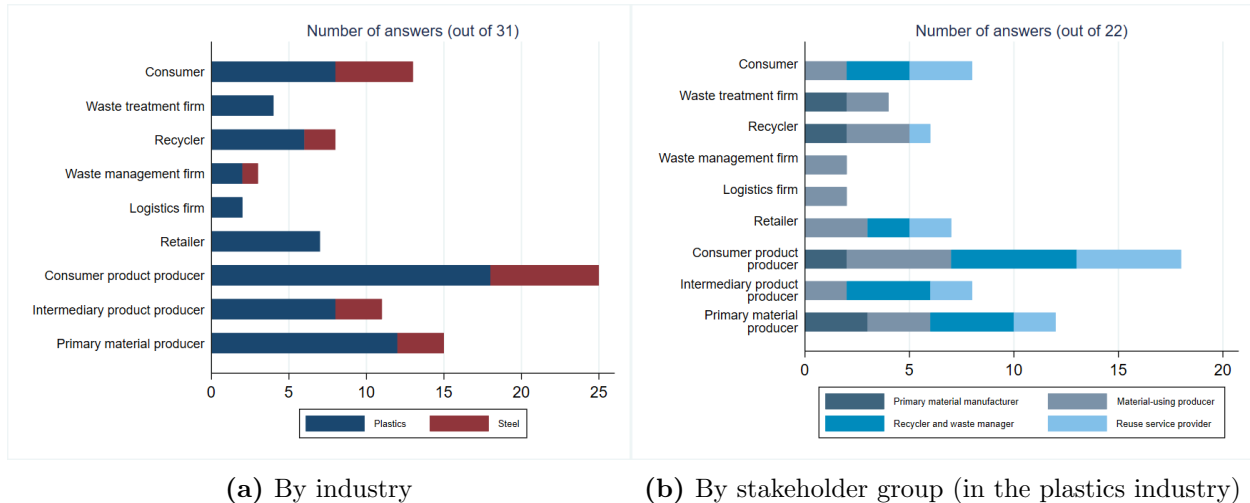 Number of answers (out of 31)
Consumer
Waste treatment firm
Recycler
Waste management firm
Logistics firm
Retailer
Consumer product producer
Intermediary product producer
Primary material producer
0 5 10 15 20 25
Plastics Steel
(a) By industry
Number of answers (out of 22)
Consumer
Waste treatment firm
Recycler
Waste management firm
Logistics firm
Retailer
Consumer product
producer
Intermediary product
producer
Primary material
producer
0 5 10 15 20
Primary material manufacturer Material-using producer
Recycler and waste manager Reuse service provider
(b) By stakeholder group (in the plastics industry)